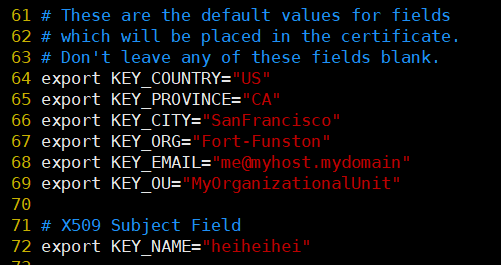 61 # These are the default values for fields
62 # which will be placed in the certificate.
63 # Don't leave any of these fields blank.
64 export KEY_COUNTRY="US"
65 export KEY_PROVINCE="CA"
66 export KEY_CITY="SanFrancisco"
67 export KEY_ORG="Fort-Funston"
68 export KEY_EMAIL="me@myhost.mydomain"
69 export KEY_OU="MyOrganizationalUnit"
70
71 # X509 Subject Field
72 export KEY_NAME="heiheihei"